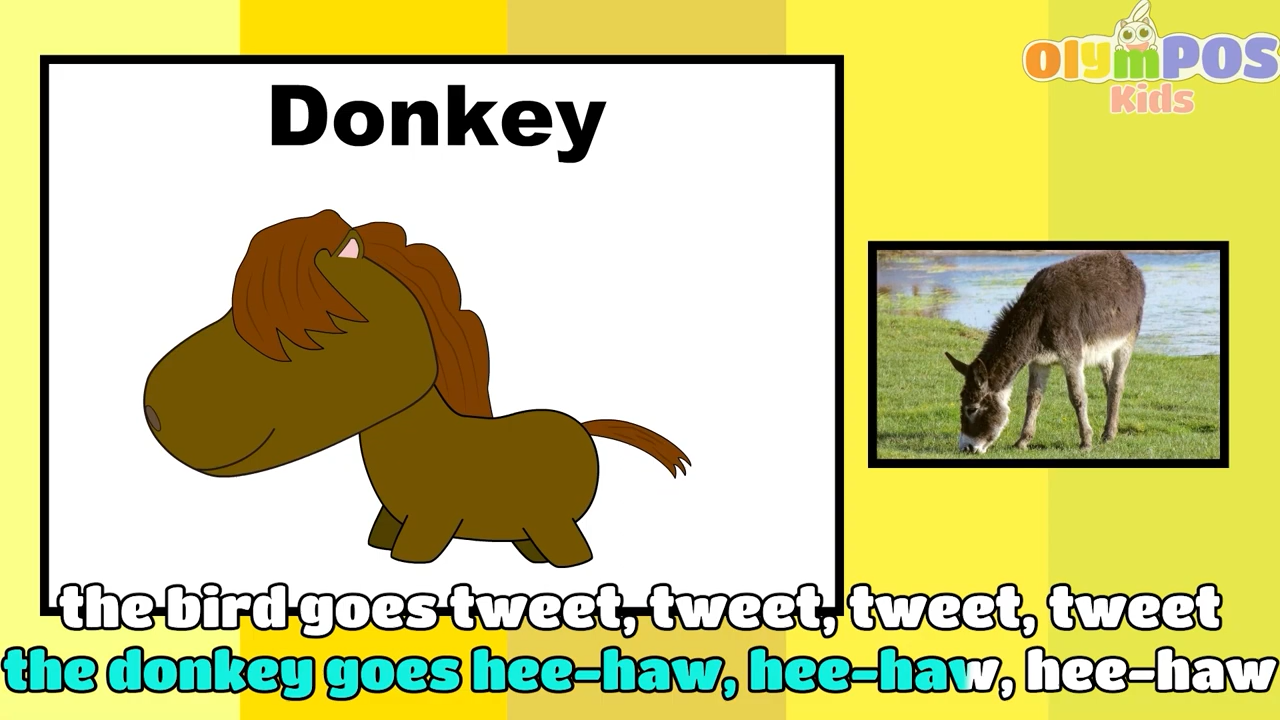 Olympos
Kids
Donkey
the bird goes tweet, tweet, tweet, tweet
the donkey goes hee-haw, hee-haw, hee-haw